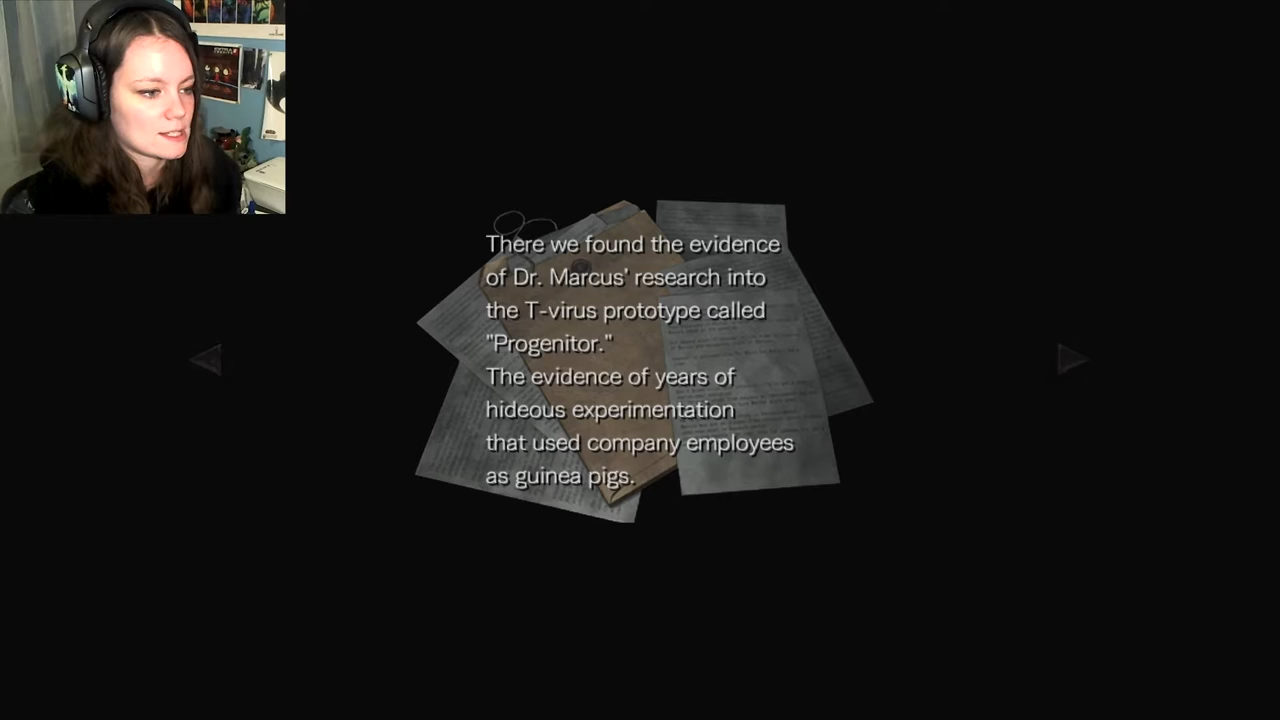 There we found the evidence
of Dr. Marcus' research into
the T-virus prototype called
"Progenitor."
The evidence of years of
hideous experimentation
that used company employees
as guinea pigs.